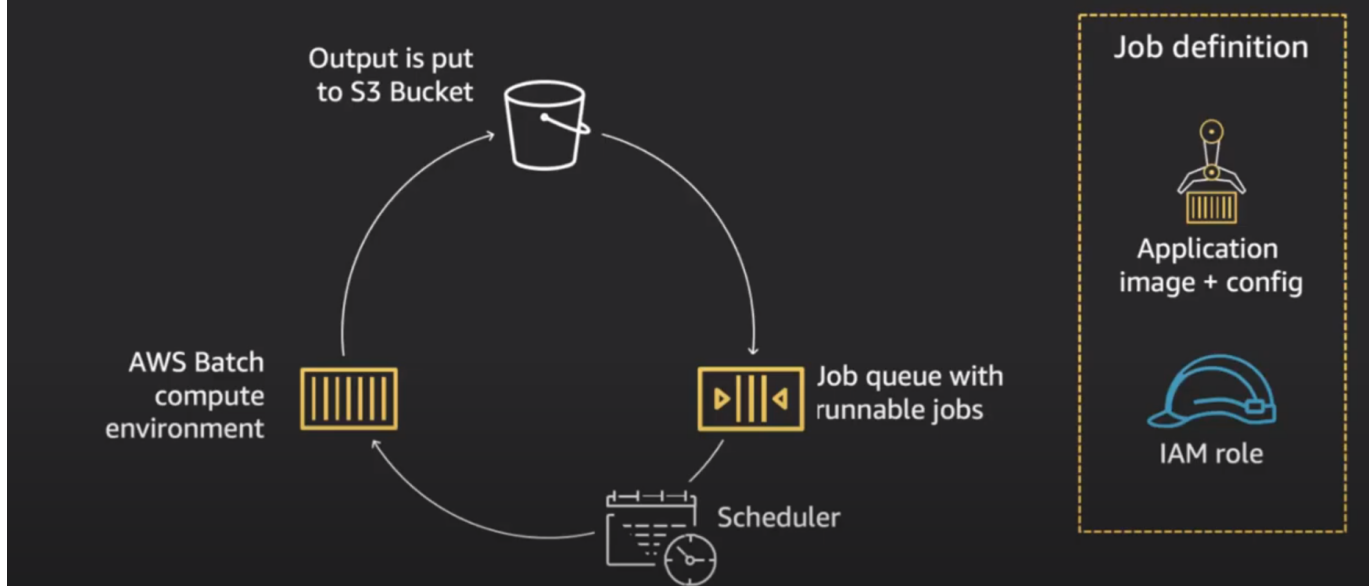 Output is put
to S3 Bucket
Job definition
Application
image + config
AWS Batch
compute
environment
Job queue with
runnable jobs
IAM role
Scheduler